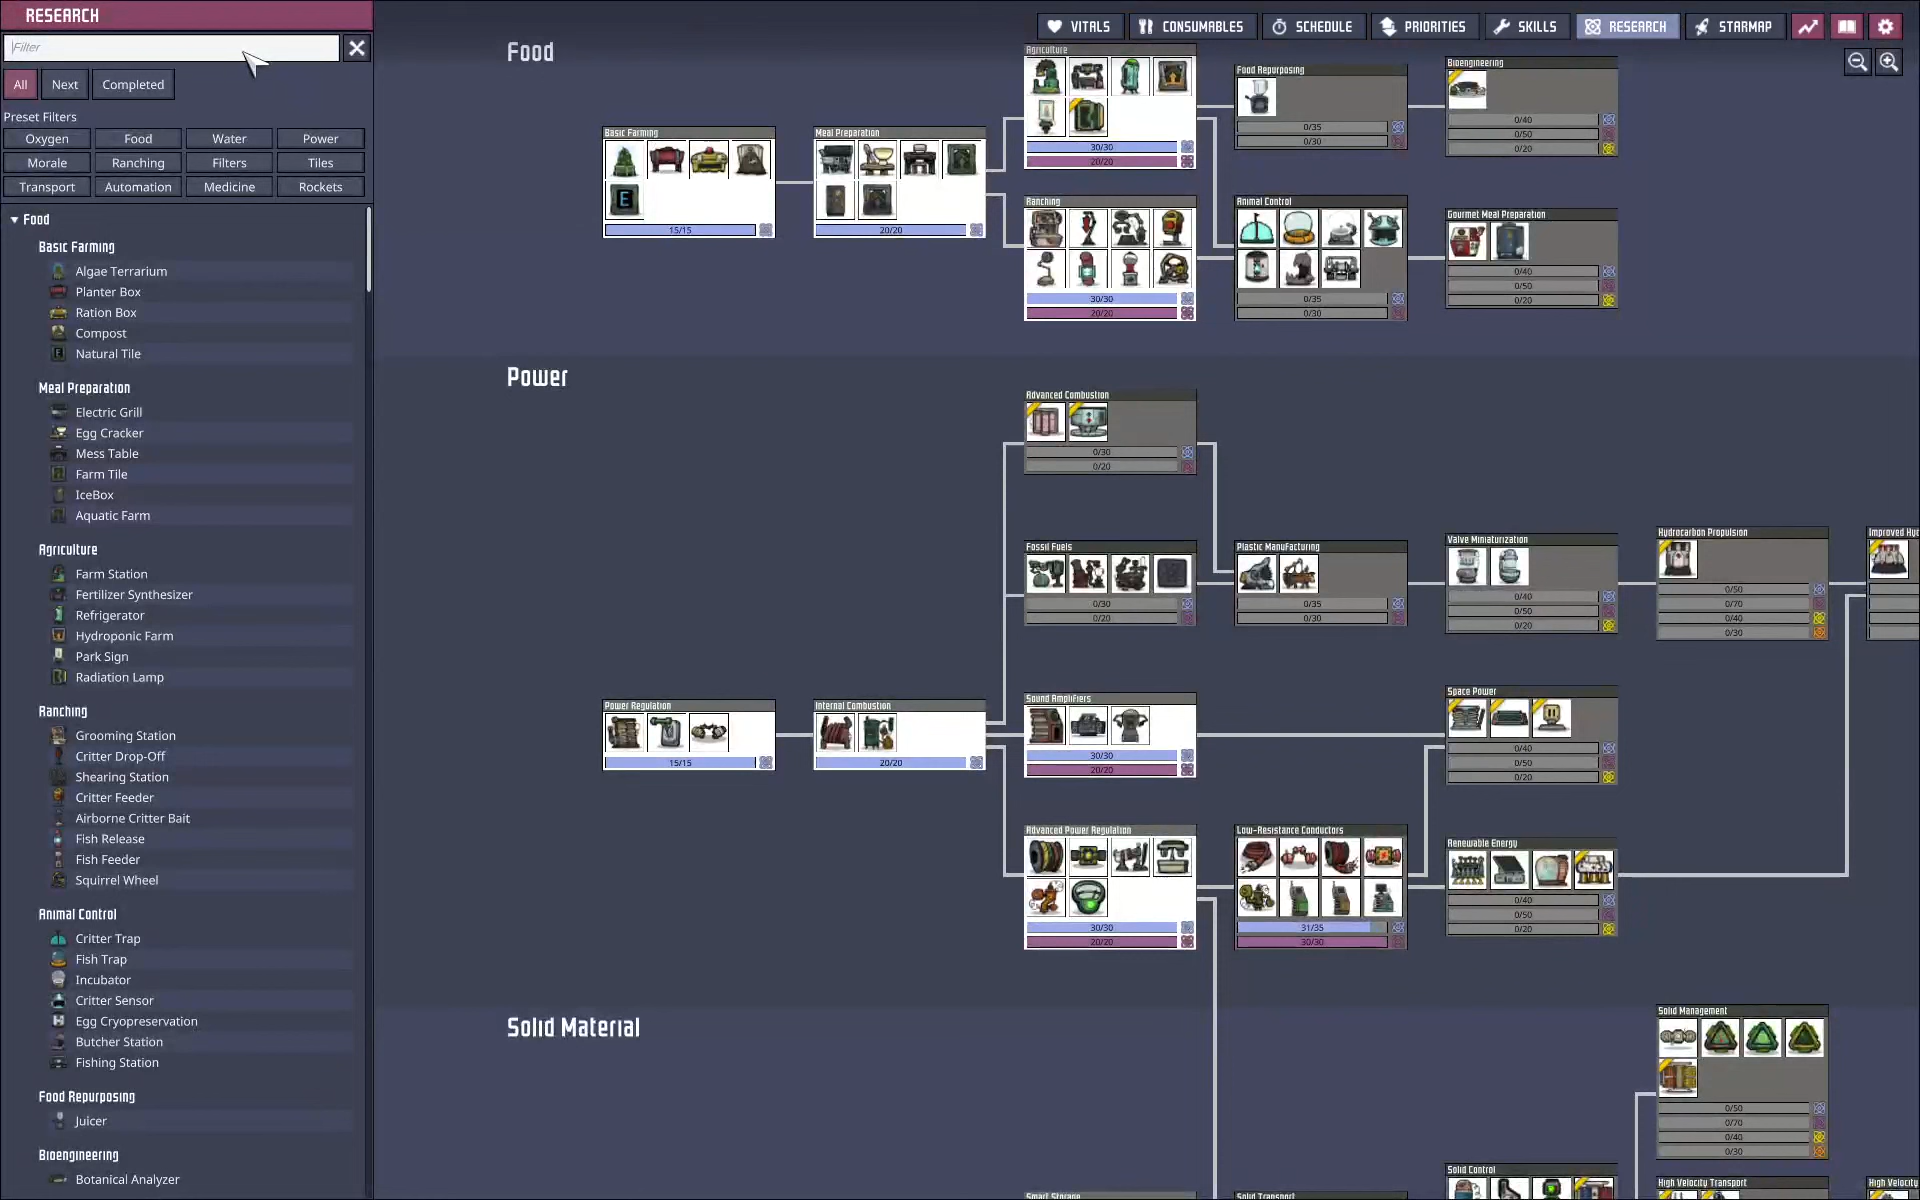 RESEARCH
Filter
All Next Completed
Preset Filters
Oxygen Food Water Power
Morale Ranching Filters Tiles
Transport Automation Medicine Rockets
Food
Basic Farming
Algae Terrarium
Planter Box
Ration Box
Compost
Natural Tile
Meal Preparation
Electric Grill
Egg Cracker
Mess Table
Farm Tile
IceBox
Aquatic Farm
Agriculture
Farm Station
Fertilizer Synthesizer
Refrigerator
Hydroponic Farm
Park Sign
Radiation Lamp
Ranching
Grooming Station
Critter Drop-Off
Shearing Station
Critter Feeder
Airborne Critter Bait
Fish Release
Fish Feeder
Squirrel Wheel
Animal Control
Critter Trap
Fish Trap
Incubator
Critter Sensor
Egg Cryopreservation
Butcher Station
Fishing Station
Food Repurposing
Juicer
Bioengineering
Botanical Analyzer
VITALS CONSUMABLES SCHEDULE PRIORITIES SKILLS RESEARCH STARMAP
Food
Basic Farming
E
15/15
Meal Preparation
20/20
Agriculture
30/30
20/20
Ranching
30/30
20/20
Food Repurposing
0/35
0/30
Animal Control
0/35
0/30
Bioengineering
0/40
0/50
0/20
Gourmet Meal Preparation
0/40
0/50
0/20
Power
Power Regulation
15/15
Internal Combustion
20/20
Advanced Combustion
0/30
0/20
Fossil Fuels
0/30
0/20
Sound Amplifiers
30/30
20/20
Advanced Power Regulation
30/30
20/20
Plastic Manufacturing
0/35
0/30
Low-Resistance Conductors
31/35
30/30
Valve Miniaturization
0/40
0/50
0/20
Space Power
0/40
0/50
0/20
Renewable Energy
0/40
0/50
0/20
Hydrocarbon Propulsion
0/50
0/70
0/40
0/30
Improved Hy
Solid Material
Smart Storage
Solid Transport
Solid Control
Solid Management
0/50
0/70
0/40
0/30
High Velocity Transport
High Velocity